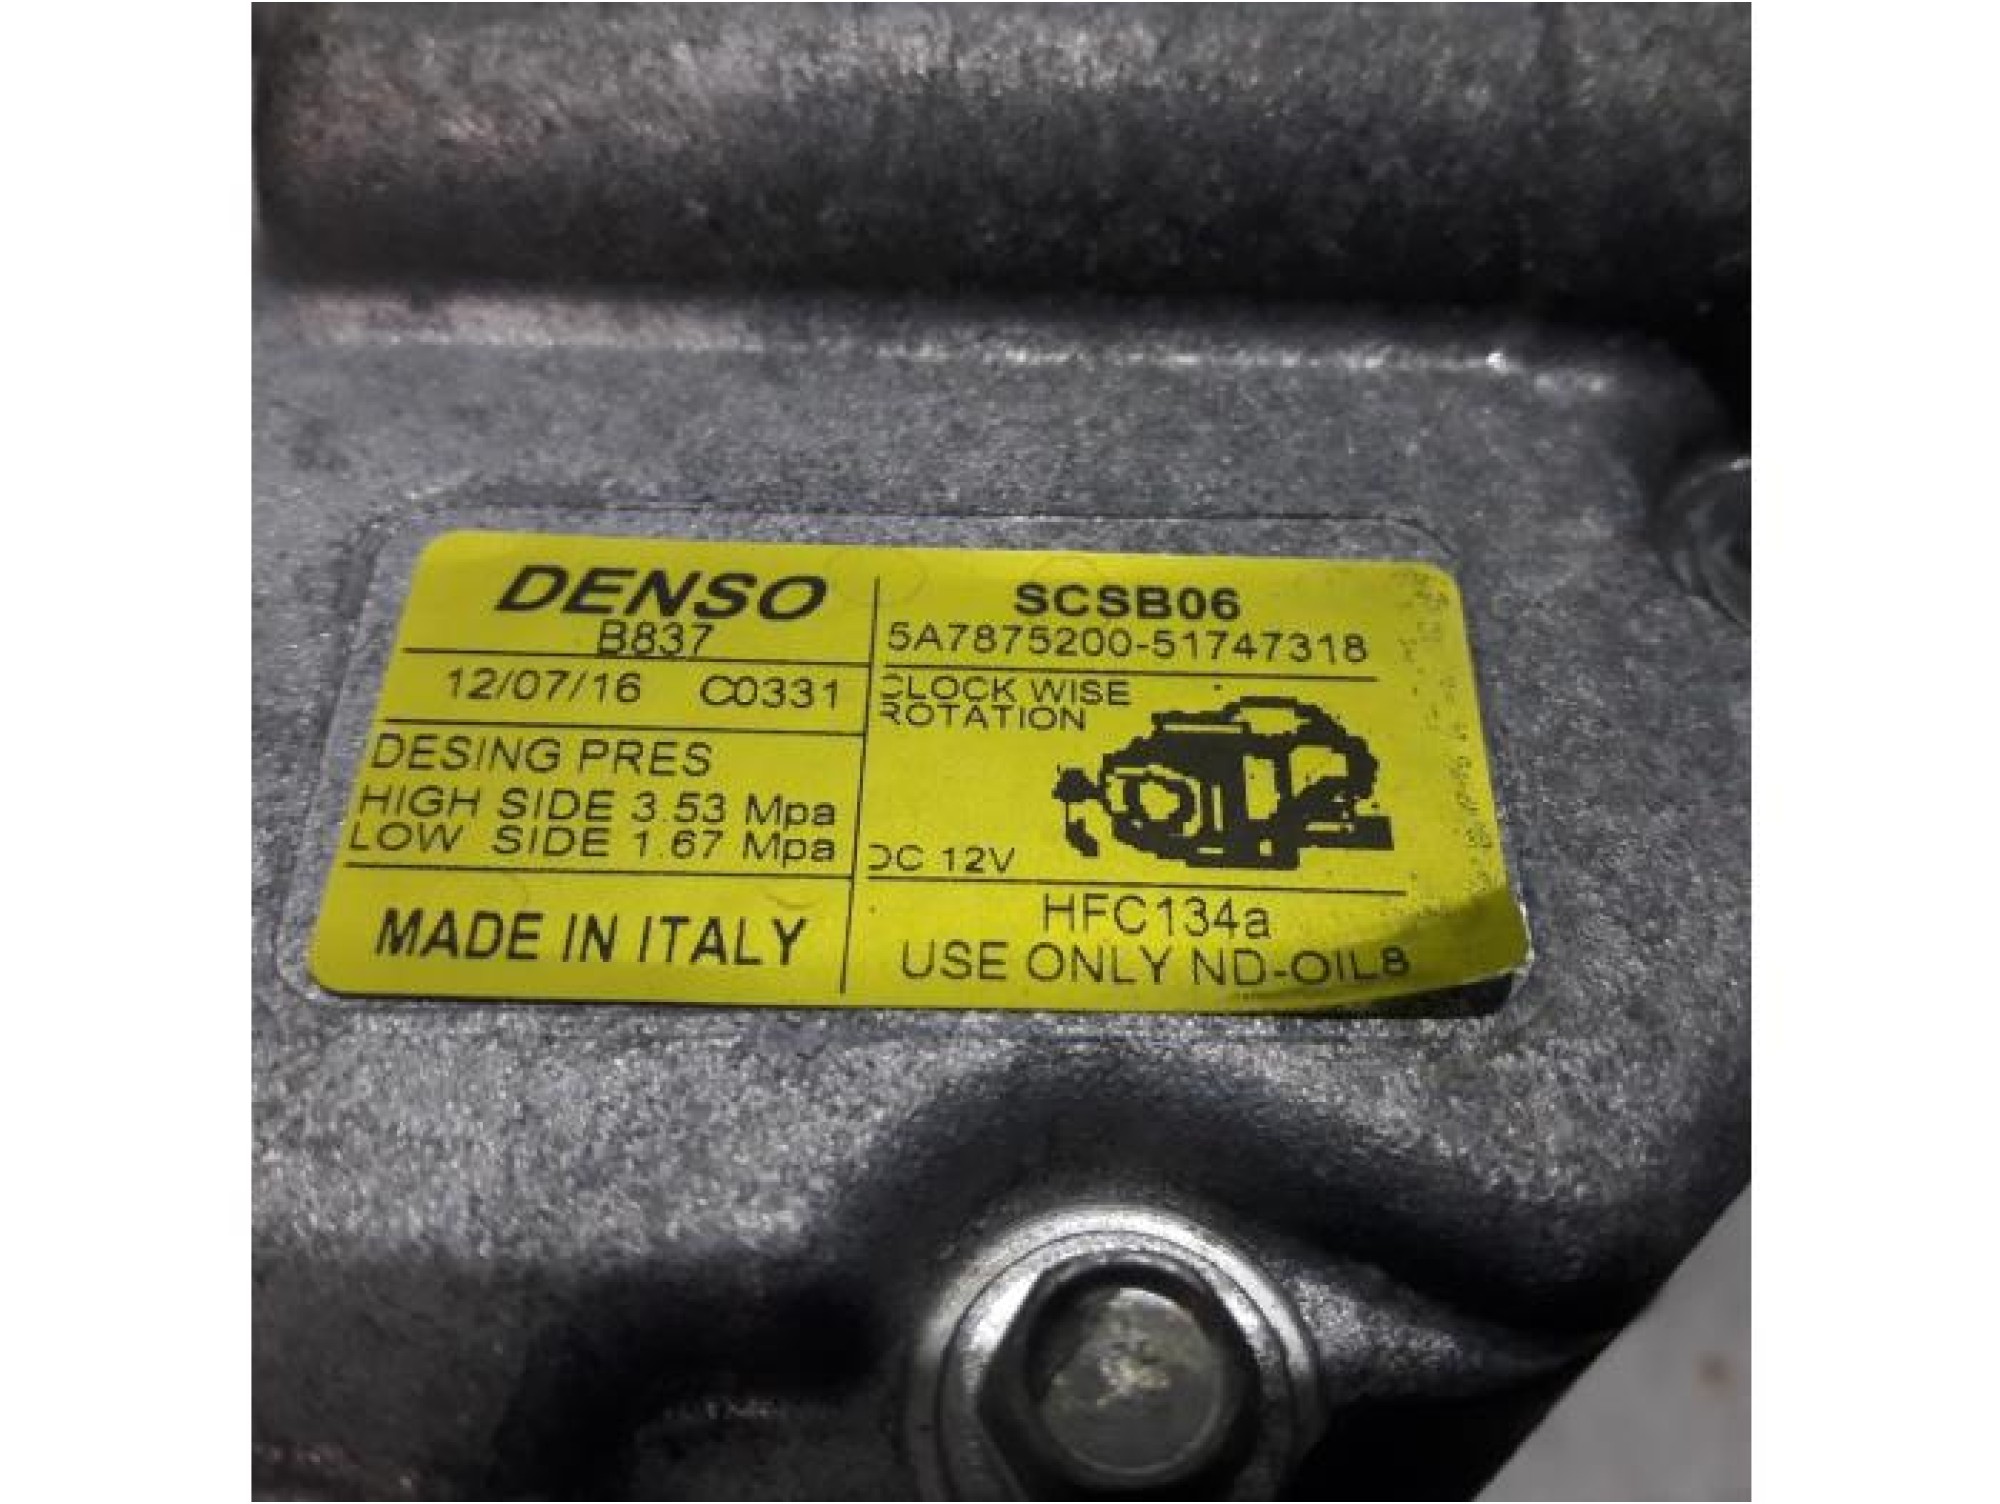 DENSO
B837
12/07/16 C0331
DESING PRES
HIGH SIDE 3.53 Mpa
LOW SIDE 1.67 Mpa
MADE IN ITALY
SCSB06
5A7875200-51747318
CLOCK WISE
ROTATION
DC 12V
HFC134a
USE ONLY ND-OIL8